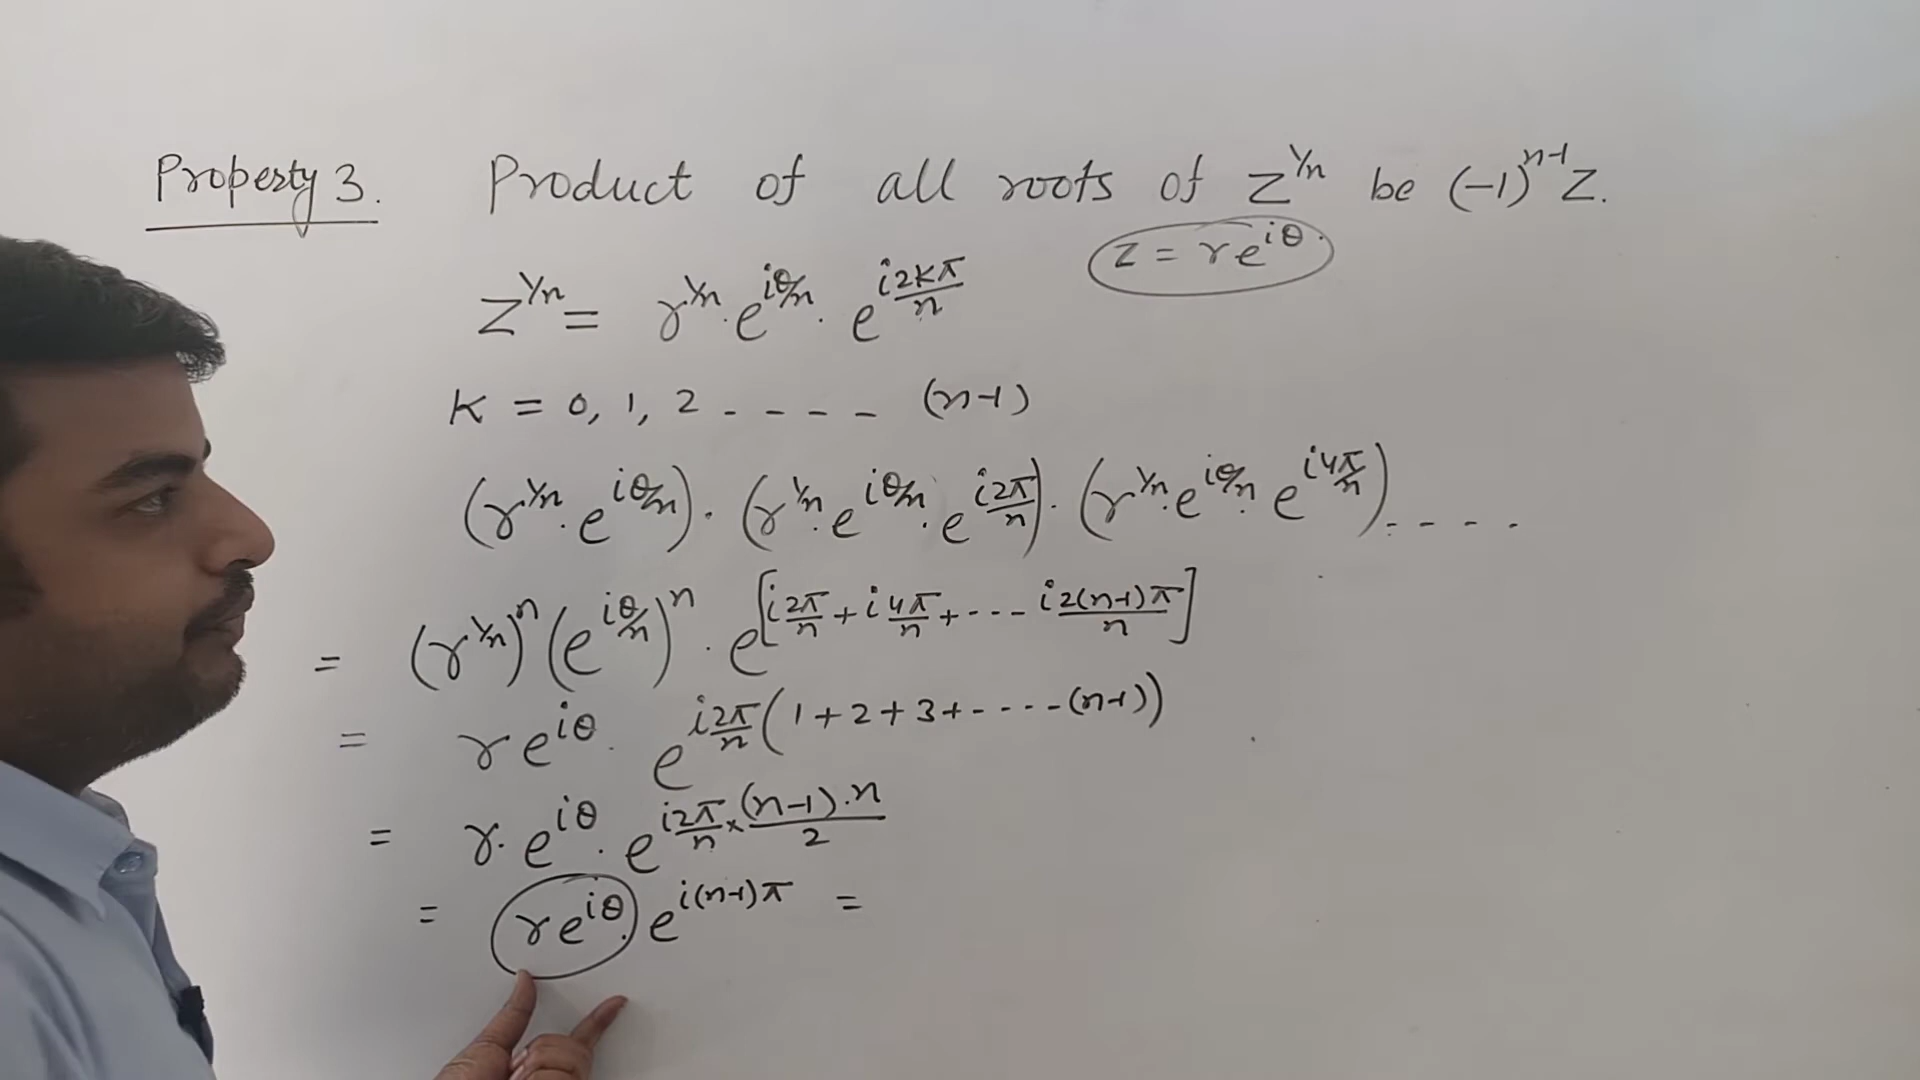 Property 3. Product of all roots of z^{1/n} be (-1)^{n-1} z.
z = re^{iθ}.
z^{1/n} = r^{1/n} . e^{iθ/n} . e^{i2kπ/n}
k = 0, 1, 2 - - - - - (n-1)
(r^{1/n} . e^{iθ/n}) . (r^{1/n} . e^{iθ/n} . e^{i2π/n}) . (r^{1/n} . e^{iθ/n} . e^{i4π/n}) - - - -
= (r^{1/n})^n (e^{iθ/n})^n . e^{[i2π/n + i4π/n + - - - i2(n-1)π/n]}
= re^{iθ} . e^{i2π/n (1+2+3+ - - - - (n-1))}
= r . e^{iθ} . e^{i2π/n × (n-1).n/2}
= re^{iθ} . e^{i(n-1)π} =